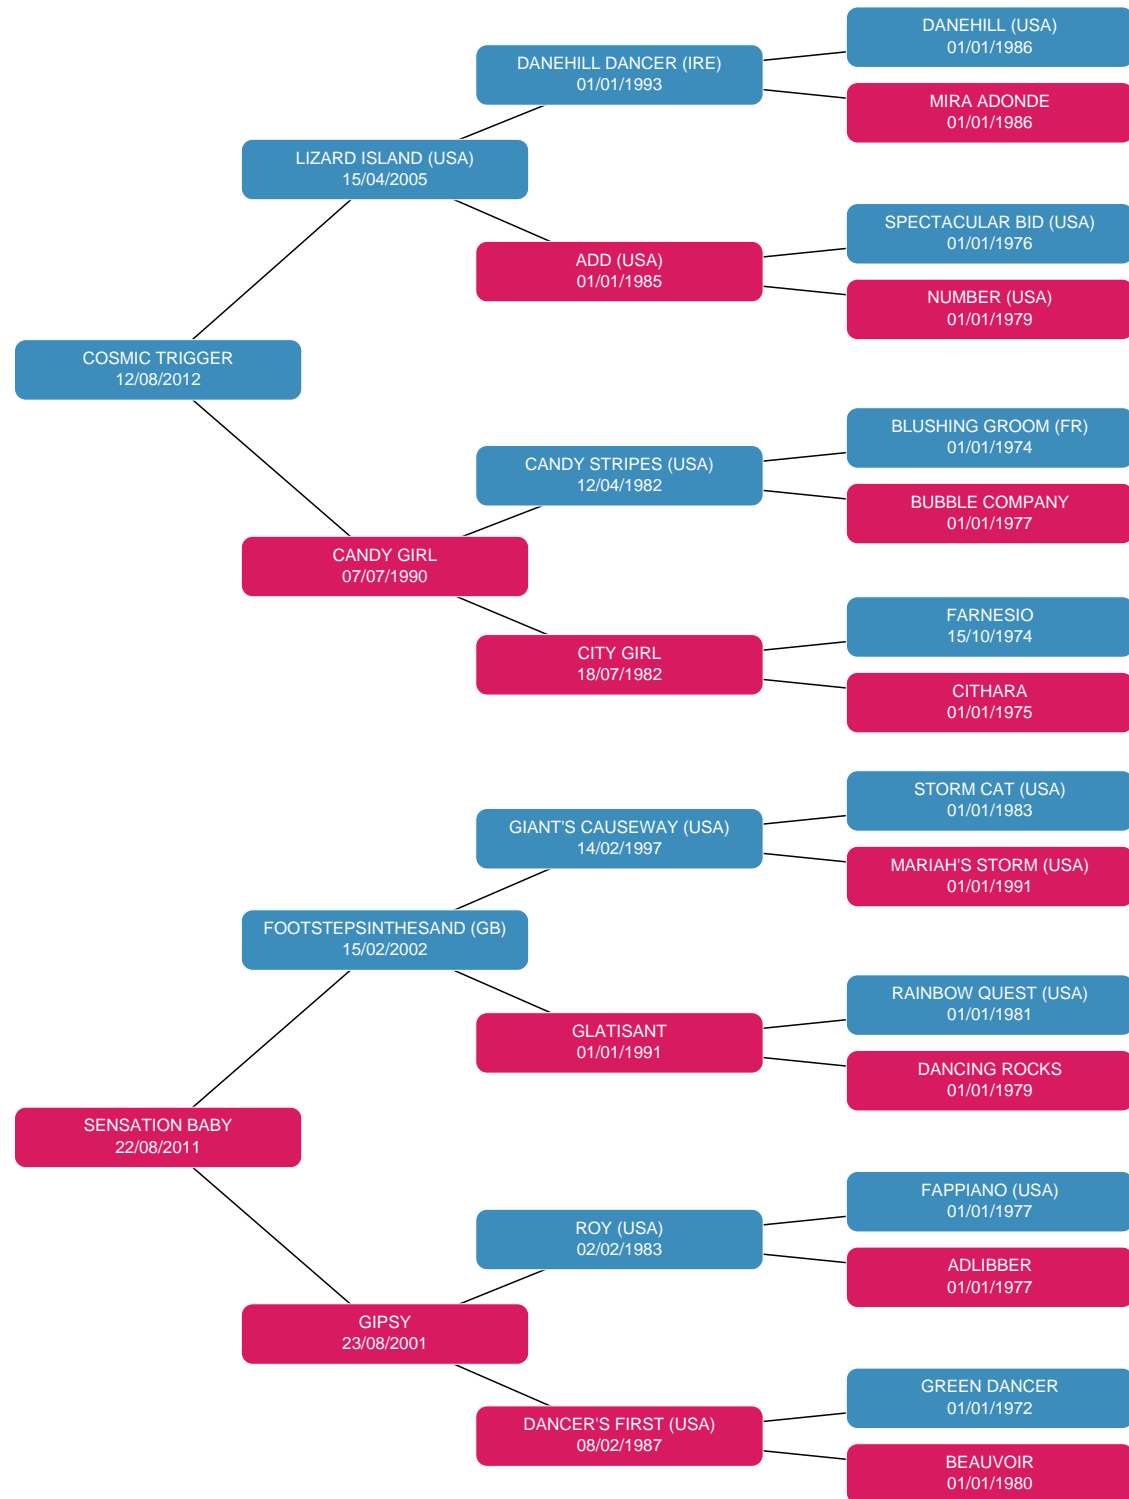 DANEHILL (USA)
01/01/1986
DANEHILL DANCER (IRE)
01/01/1993
MIRA ADONDE
01/01/1986
LIZARD ISLAND (USA)
15/04/2005
SPECTACULAR BID (USA)
01/01/1976
ADD (USA)
01/01/1985
NUMBER (USA)
01/01/1979
COSMIC TRIGGER
12/08/2012
BLUSHING GROOM (FR)
01/01/1974
CANDY STRIPES (USA)
12/04/1982
BUBBLE COMPANY
01/01/1977
CANDY GIRL
07/07/1990
FARNESIO
15/10/1974
CITY GIRL
18/07/1982
CITHARA
01/01/1975
STORM CAT (USA)
01/01/1983
GIANT'S CAUSEWAY (USA)
14/02/1997
MARIAH'S STORM (USA)
01/01/1991
FOOTSTEPSINTHESAND (GB)
15/02/2002
RAINBOW QUEST (USA)
01/01/1981
GLATISANT
01/01/1991
DANCING ROCKS
01/01/1979
SENSATION BABY
22/08/2011
FAPPIANO (USA)
01/01/1977
ROY (USA)
02/02/1983
ADLIBBER
01/01/1977
GIPSY
23/08/2001
GREEN DANCER
01/01/1972
DANCER'S FIRST (USA)
08/02/1987
BEAUVOIR
01/01/1980